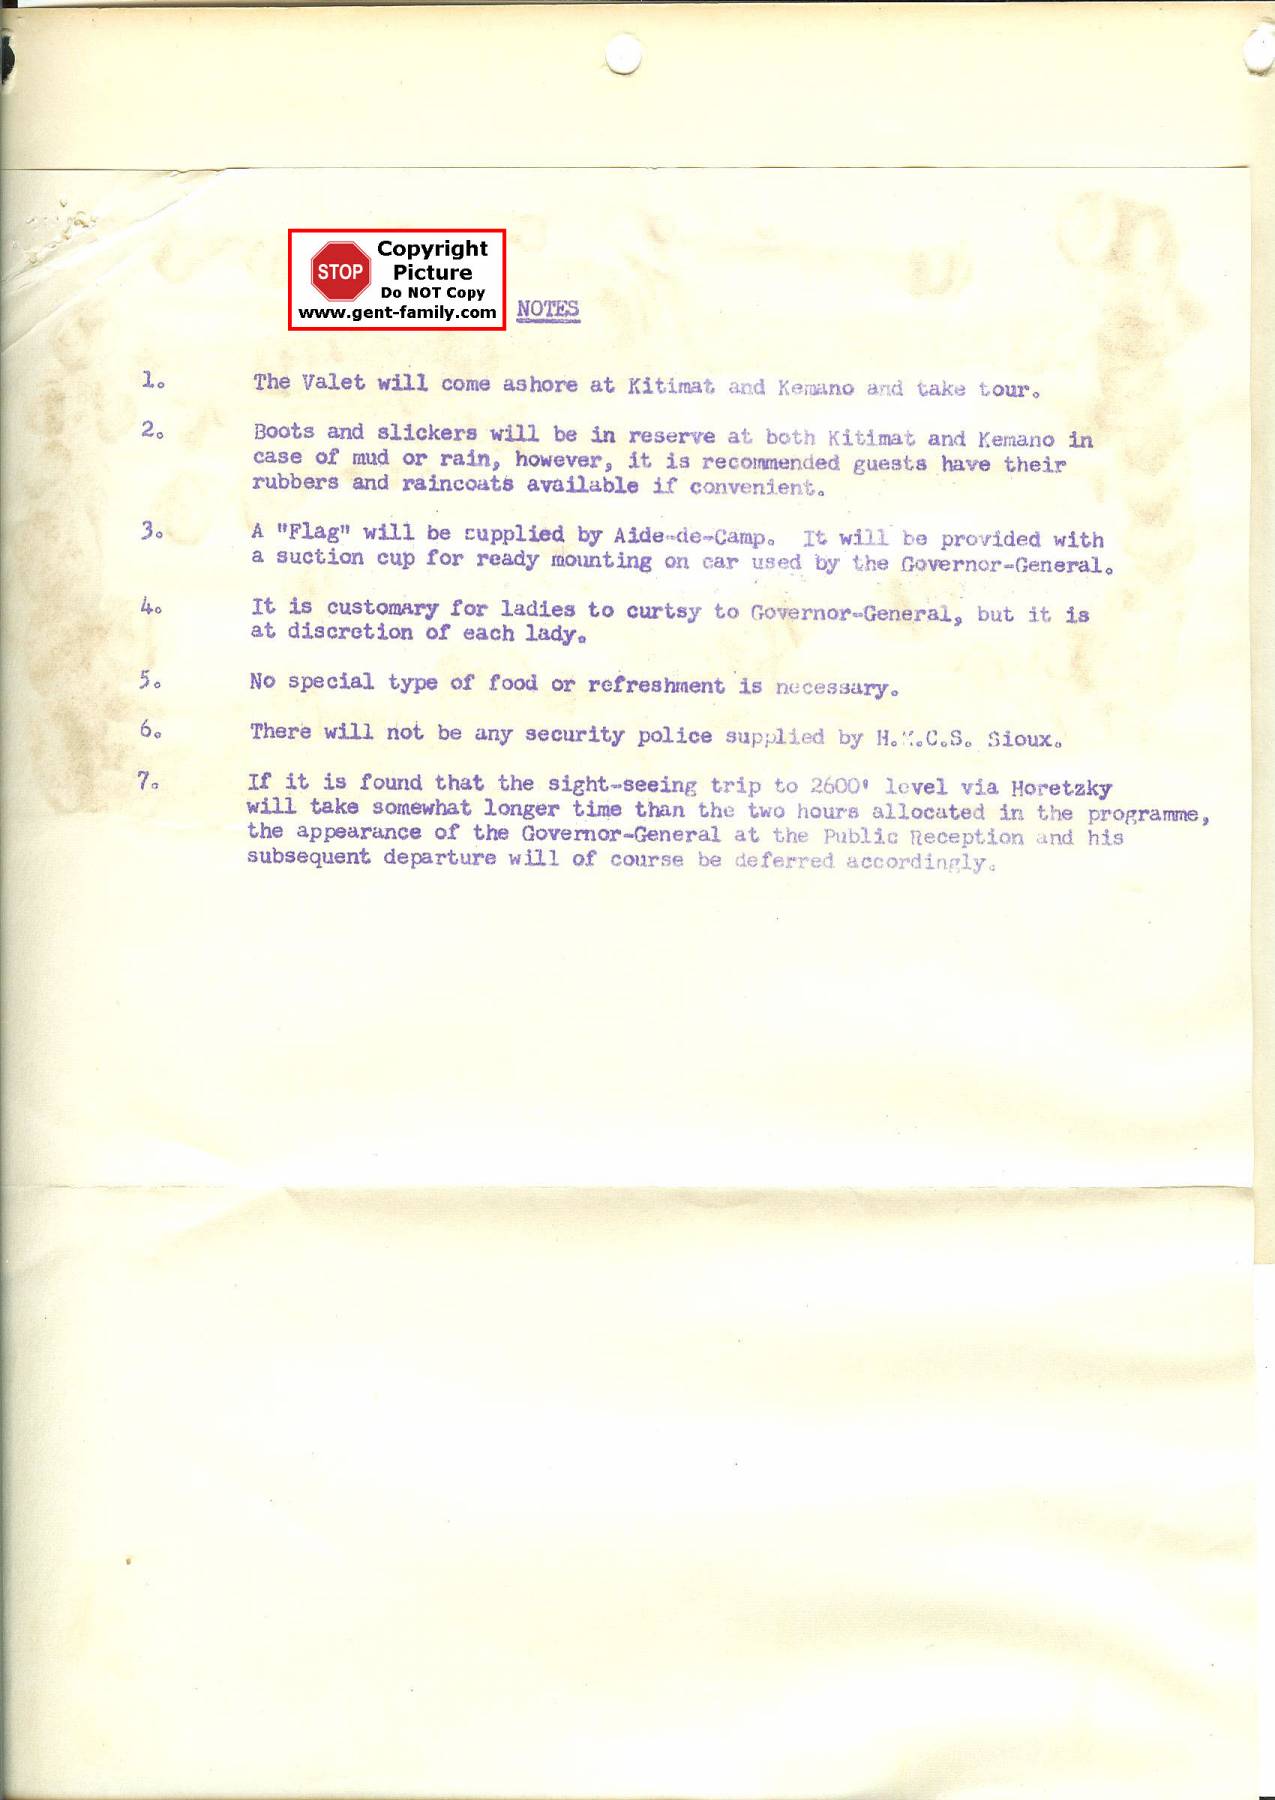 STOP
Copyright
Picture
Do NOT Copy
www.gent-family.com
NOTES
1. The Valet will come ashore at Kitimat and Kemano and take tour.
2. Boots and slickers will be in reserve at both Kitimat and Kemano in
case of mud or rain, however, it is recommended guests have their
rubbers and raincoats available if convenient.
3. A "Flag" will be supplied by Aide-de-Camp. It will be provided with
a suction cup for ready mounting on car used by the Governor-General.
4. It is customary for ladies to curtsy to Governor-General, but it is
at discretion of each lady.
5. No special type of food or refreshment is necessary.
6. There will not be any security police supplied by H.M.C.S. Sioux.
7. If it is found that the sight-seeing trip to 2600' level via Horetzky
will take somewhat longer time than the two hours allocated in the programme,
the appearance of the Governor-General at the Public Reception and his
subsequent departure will of course be deferred accordingly.